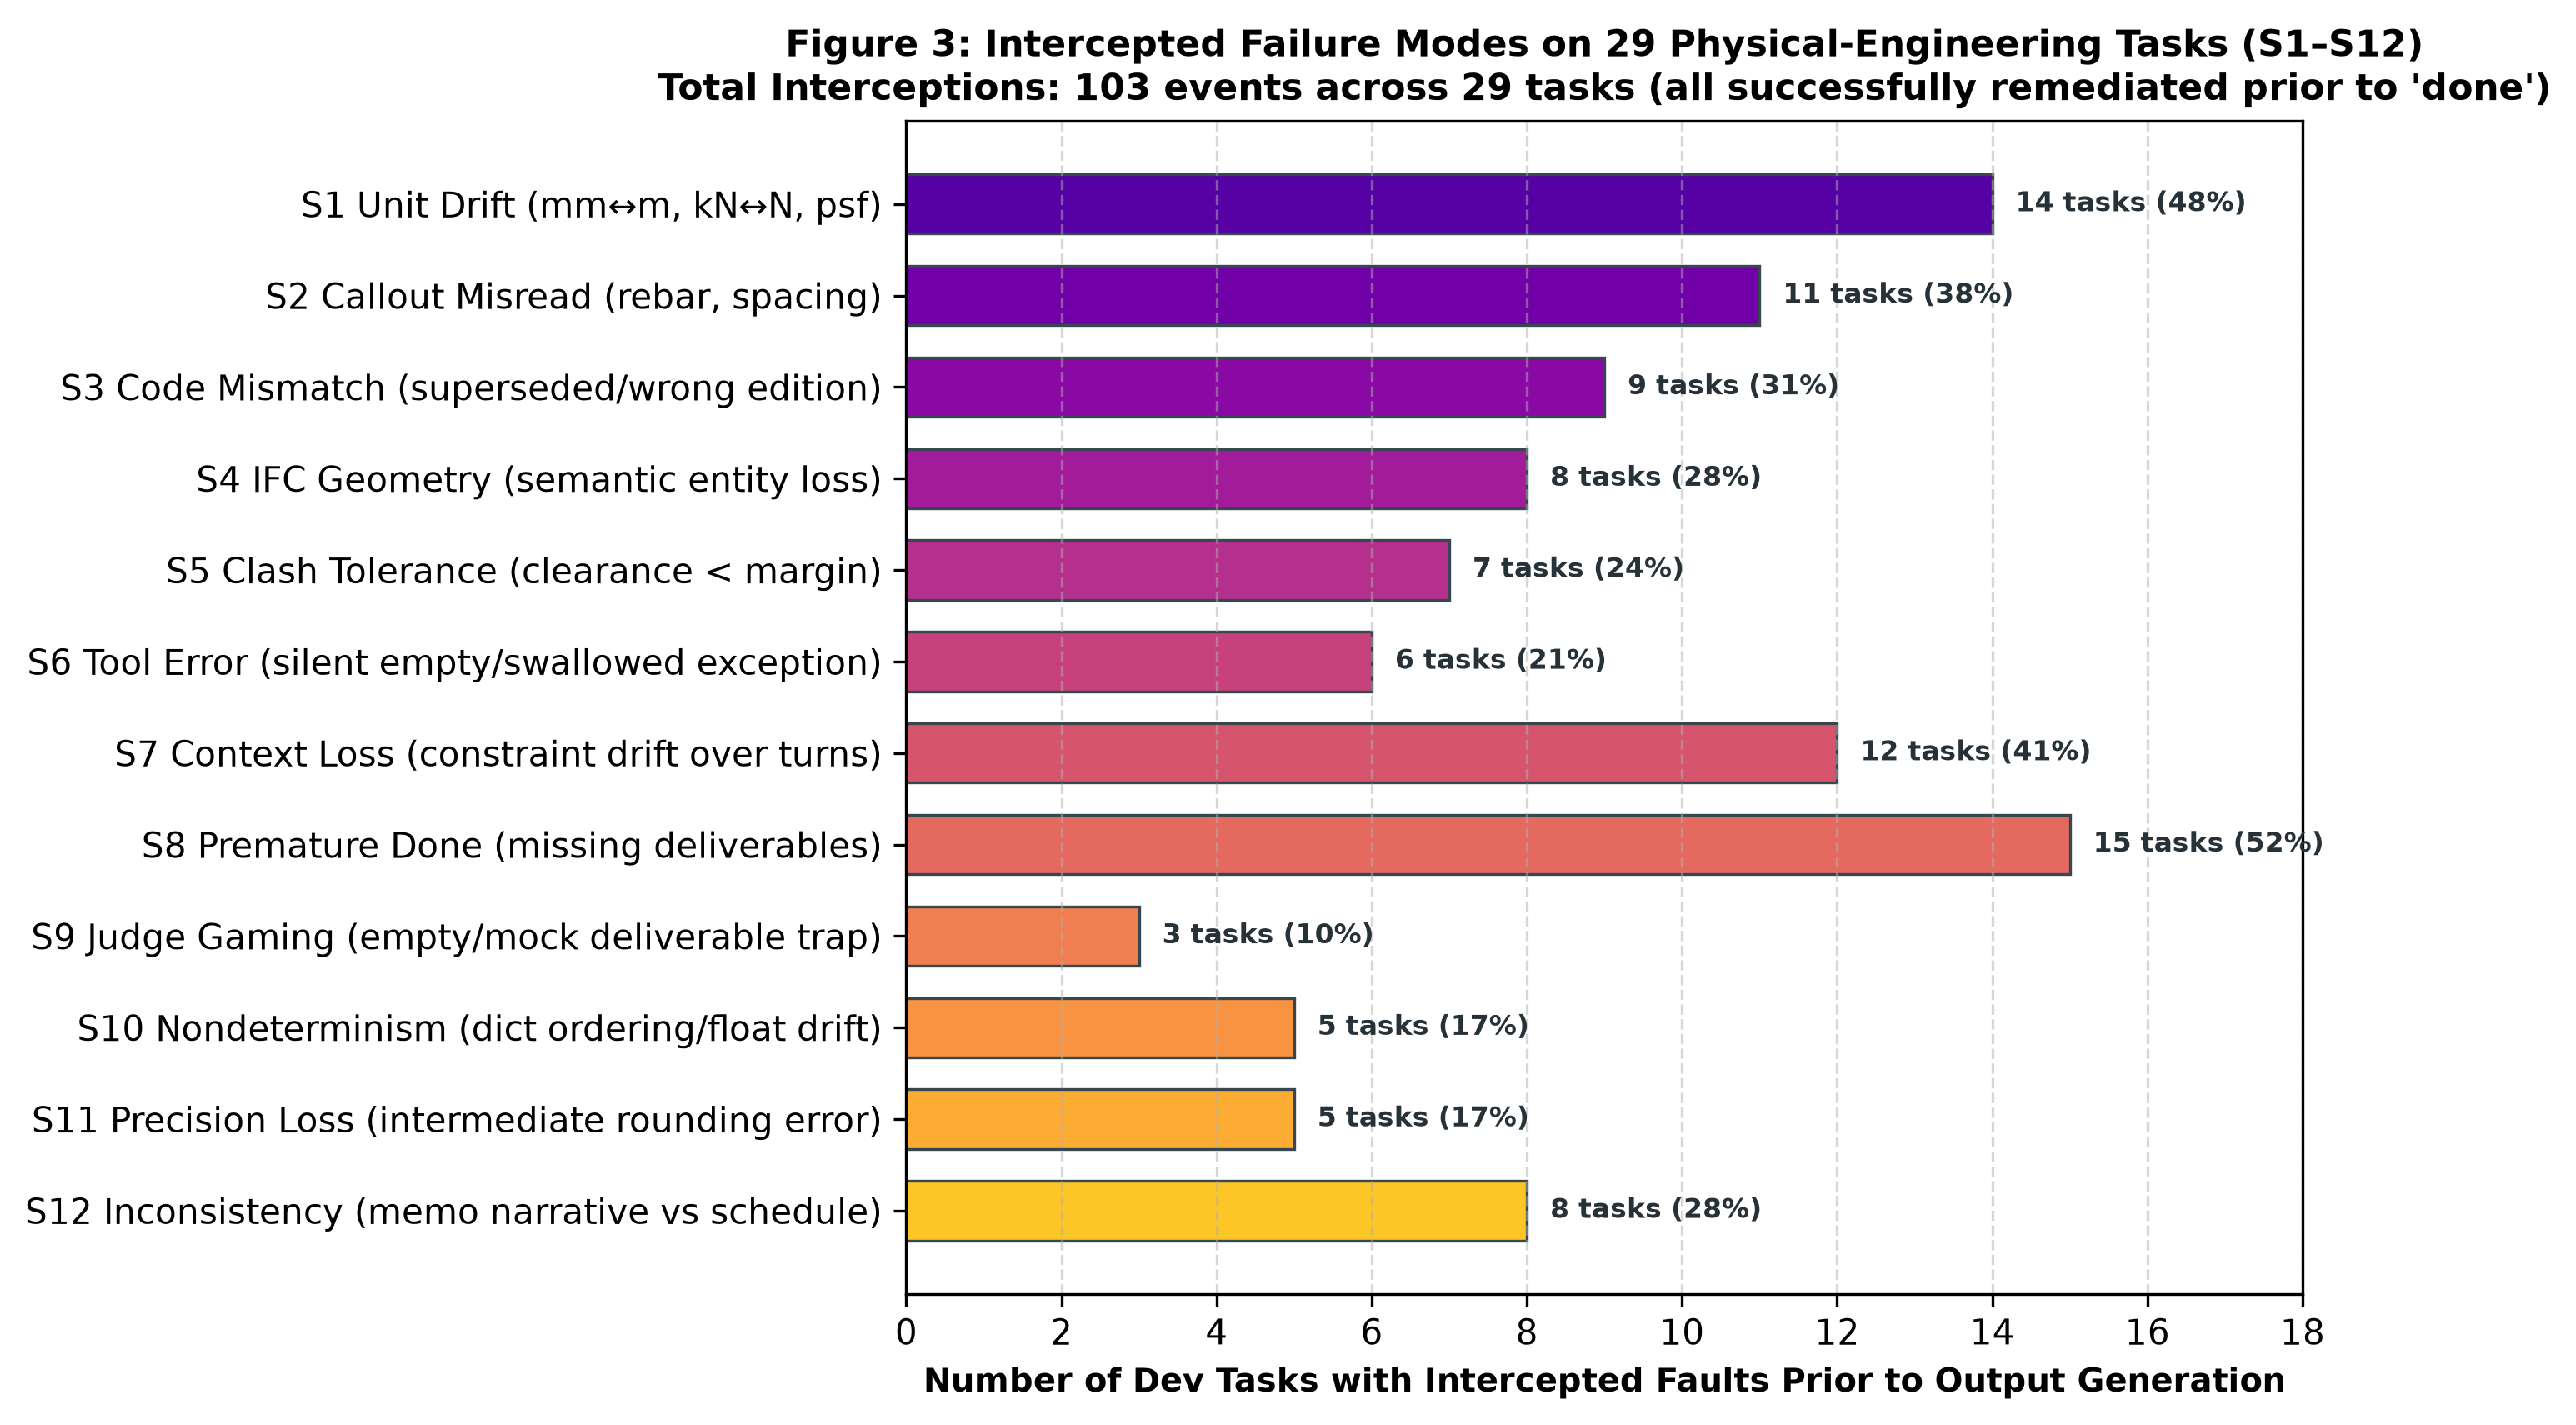 Figure 3: Intercepted Failure Modes on 29 Physical-Engineering Tasks (S1–S12)
Total Interceptions: 103 events across 29 tasks (all successfully remediated prior to 'done')
S1 Unit Drift (mm↔m, kN↔N, psf)
14 tasks (48%)
S2 Callout Misread (rebar, spacing)
11 tasks (38%)
S3 Code Mismatch (superseded/wrong edition)
9 tasks (31%)
S4 IFC Geometry (semantic entity loss)
8 tasks (28%)
S5 Clash Tolerance (clearance < margin)
7 tasks (24%)
S6 Tool Error (silent empty/swallowed exception)
6 tasks (21%)
S7 Context Loss (constraint drift over turns)
12 tasks (41%)
S8 Premature Done (missing deliverables)
15 tasks (52%)
S9 Judge Gaming (empty/mock deliverable trap)
3 tasks (10%)
S10 Nondeterminism (dict ordering/float drift)
5 tasks (17%)
S11 Precision Loss (intermediate rounding error)
5 tasks (17%)
S12 Inconsistency (memo narrative vs schedule)
8 tasks (28%)
0 2 4 6 8 10 12 14 16 18
Number of Dev Tasks with Intercepted Faults Prior to Output Generation